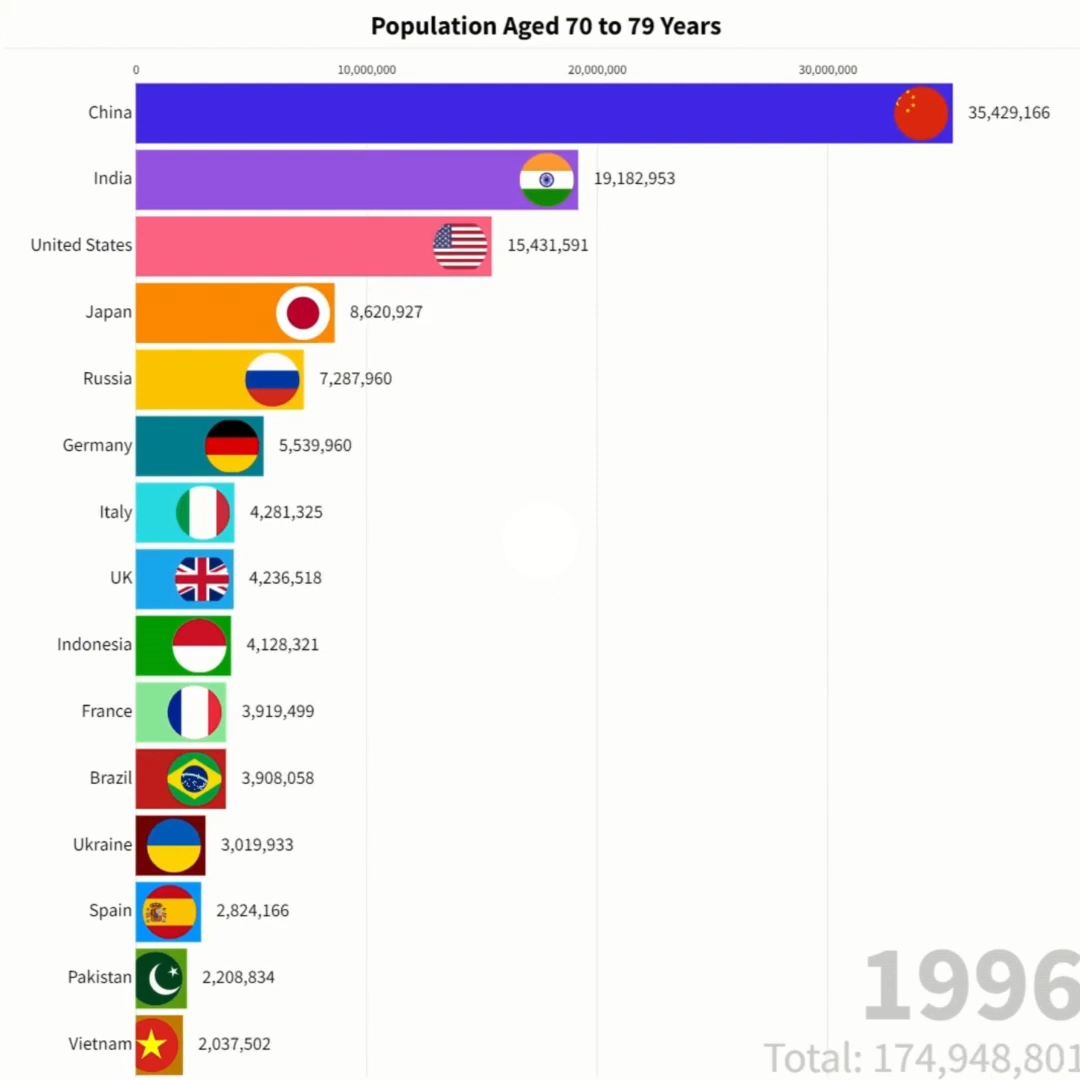 Population Aged 70 to 79 Years
0 10,000,000 20,000,000 30,000,000
China 35,429,166
India 19,182,953
United States 15,431,591
Japan 8,620,927
Russia 7,287,960
Germany 5,539,960
Italy 4,281,325
UK 4,236,518
Indonesia 4,128,321
France 3,919,499
Brazil 3,908,058
Ukraine 3,019,933
Spain 2,824,166
Pakistan 2,208,834
Vietnam 2,037,502
1996
Total: 174,948,801